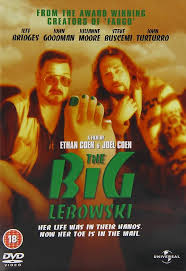 FROM THE AWARD WINNING
CREATORS OF 'FARGO'
JEFF BRIDGES JOHN GOODMAN JULIANNE MOORE STEVE BUSCEMI JOHN TURTURRO
A FILM BY
ETHAN COEN & JOEL COEN
THE
BIG
LEBOWSKI
HER LIFE WAS IN THEIR HANDS.
NOW HER TOE IS IN THE MAIL.
18
DVD
VIDEO
UNIVERSAL